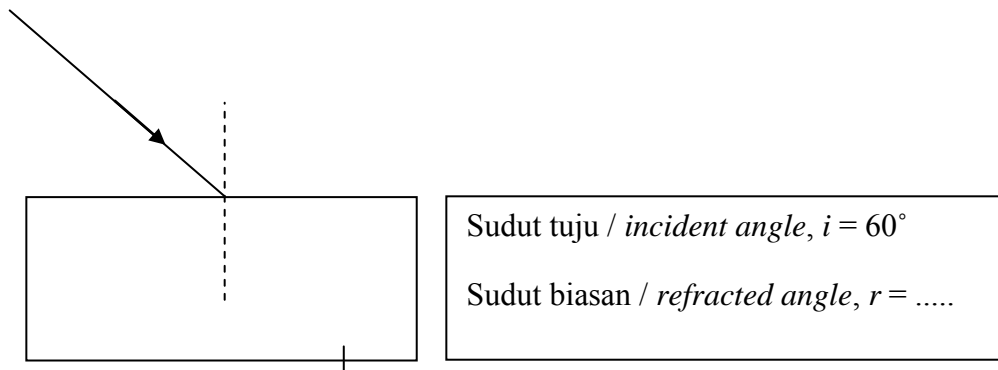 Sudut tuju / incident angle, i = 60˚
Sudut biasan / refracted angle, r = .....